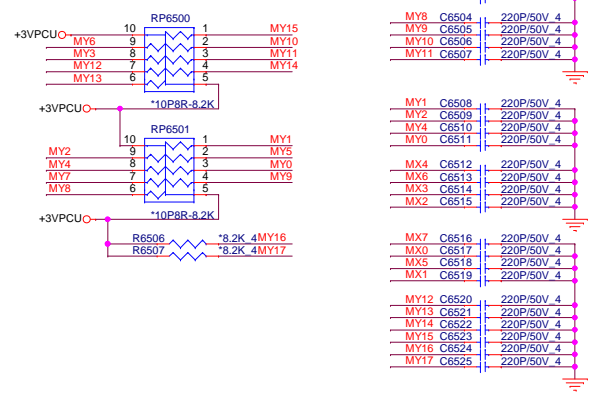 RP6500
+3VPCU 10 1 MY15
MY6 9 2 MY10
MY3 8 3 MY11
MY12 7 4 MY14
MY13 6 5
*10P8R-8.2K
+3VPCU
RP6501
10 1 MY1
MY2 9 2 MY5
MY4 8 3 MY0
MY7 7 4 MY9
MY8 6 5
*10P8R-8.2K
+3VPCU
R6506 *8.2K_4 MY16
R6507 *8.2K_4 MY17
MY8 C6504 220P/50V_4
MY9 C6505 220P/50V_4
MY10 C6506 220P/50V_4
MY11 C6507 220P/50V_4
MY1 C6508 220P/50V_4
MY2 C6509 220P/50V_4
MY4 C6510 220P/50V_4
MY0 C6511 220P/50V_4
MX4 C6512 220P/50V_4
MX6 C6513 220P/50V_4
MX3 C6514 220P/50V_4
MX2 C6515 220P/50V_4
MX7 C6516 220P/50V_4
MX0 C6517 220P/50V_4
MX5 C6518 220P/50V_4
MX1 C6519 220P/50V_4
MY12 C6520 220P/50V_4
MY13 C6521 220P/50V_4
MY14 C6522 220P/50V_4
MY15 C6523 220P/50V_4
MY16 C6524 220P/50V_4
MY17 C6525 220P/50V_4